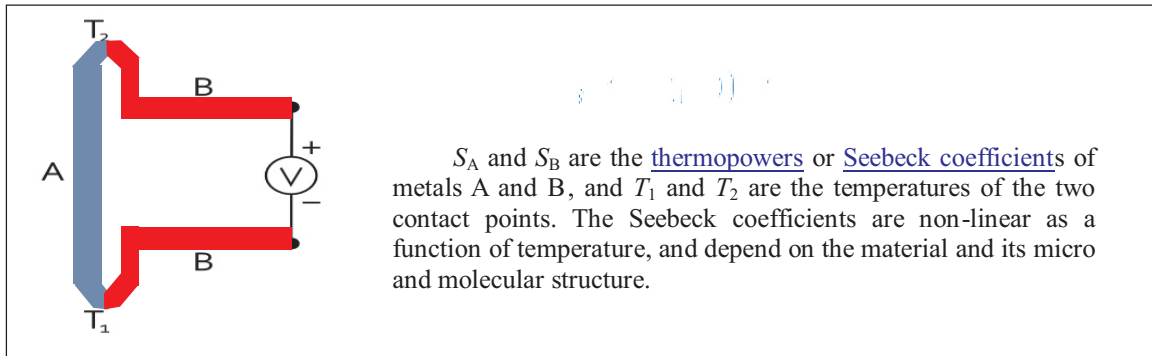 T₂
B
A
+
V
−
B
T₁
S_A and S_B are the thermopowers or Seebeck coefficients of
metals A and B, and T₁ and T₂ are the temperatures of the two
contact points. The Seebeck coefficients are non-linear as a
function of temperature, and depend on the material and its micro
and molecular structure.